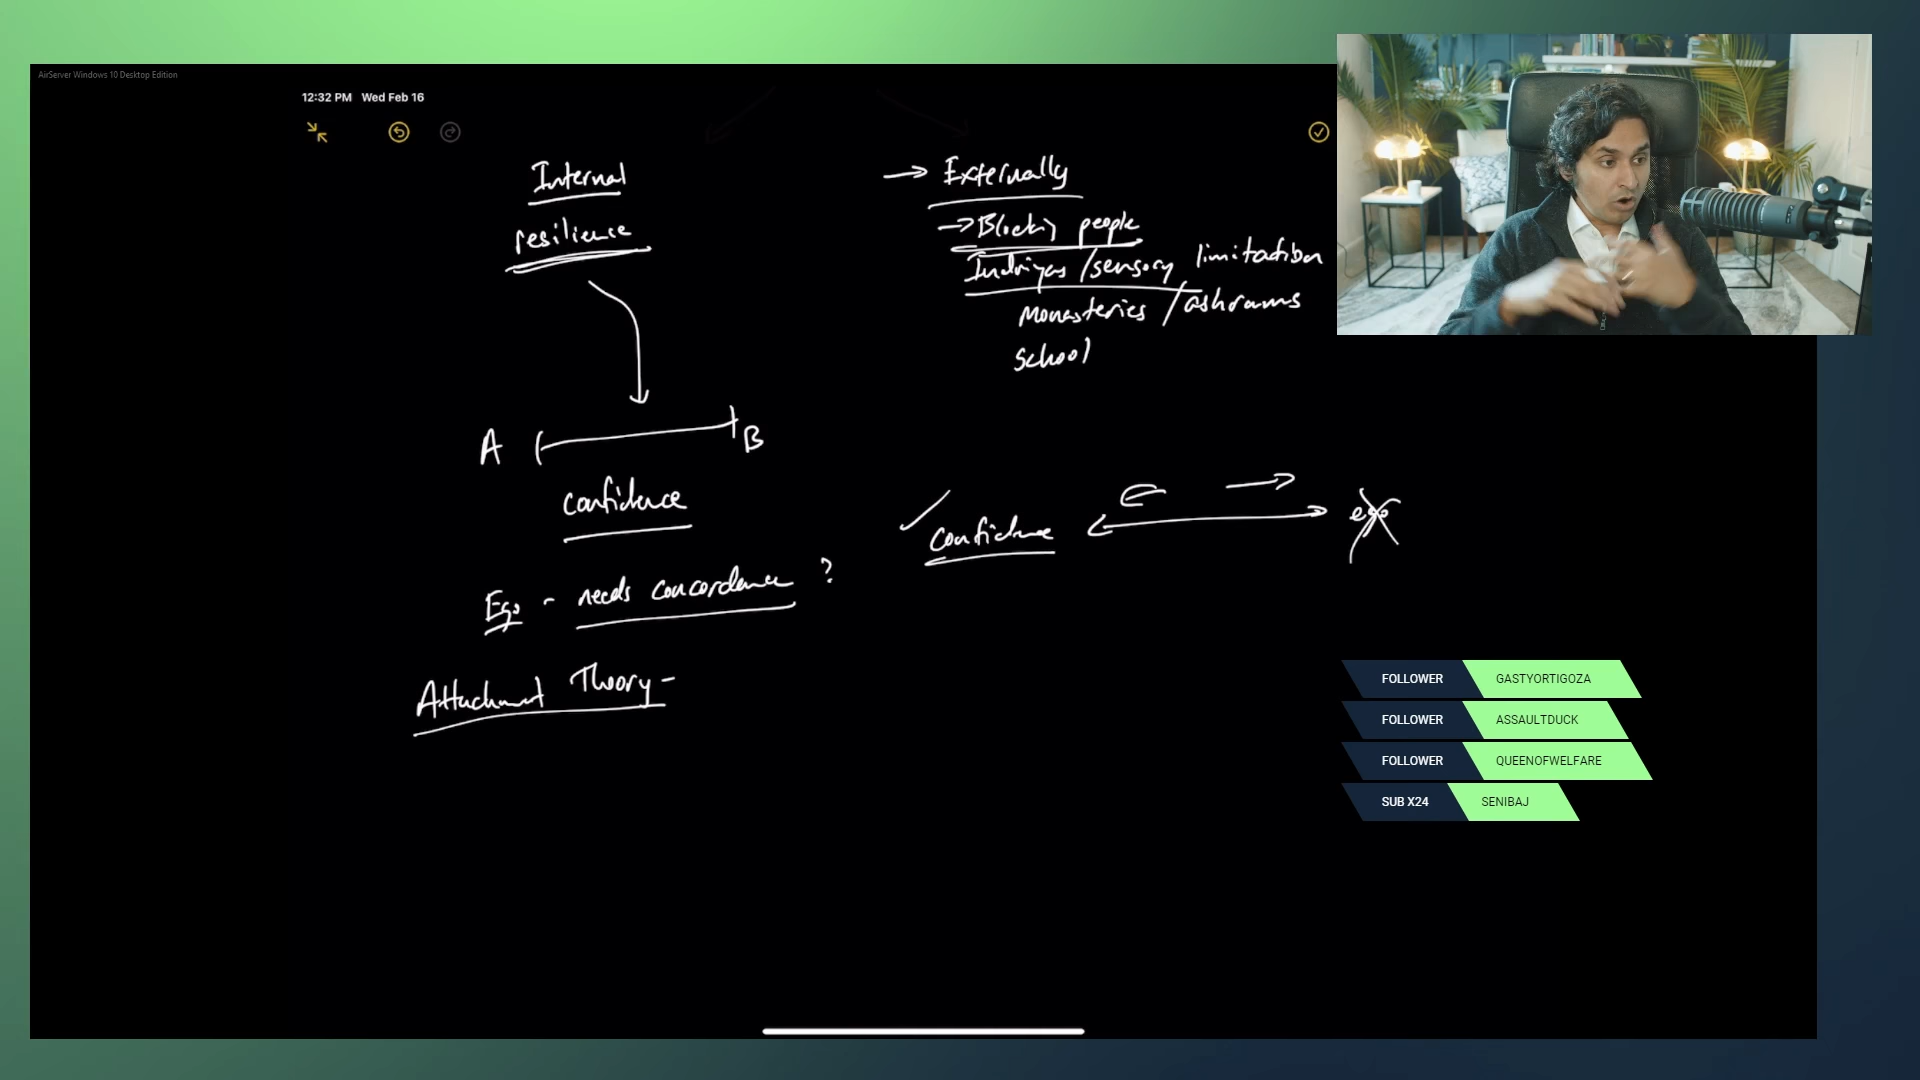 AirServer Windows 10 Desktop Edition
12:32 PM Wed Feb 16
Internal
resilience
→ Externally
→ Blocking people
Indriyas / sensory limitation
Monasteries / ashrams
School
A B
confidence
Ego - needs concordance ?
Attachment Theory -
✓ Confidence ego
FOLLOWER GASTYORTIGOZA
FOLLOWER ASSAULTDUCK
FOLLOWER QUEENOFWELFARE
SUB X24 SENIBAJ